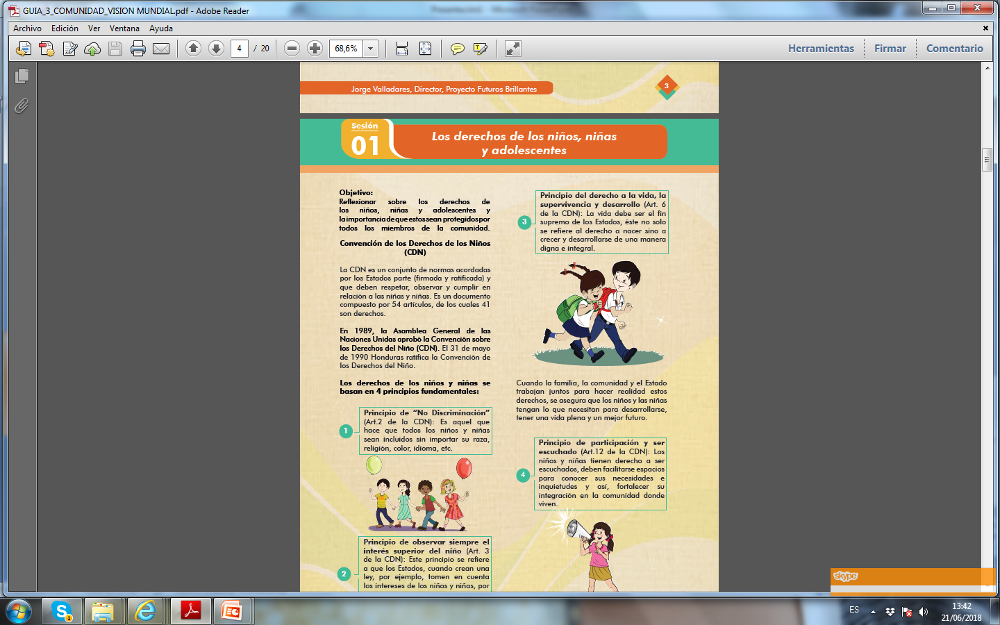 GUIA_3_COMUNIDAD_VISION MUNDIAL.pdf - Adobe Reader
Archivo Edición Ver Ventana Ayuda
4 / 20 68,6% Herramientas Firmar Comentario
Jorge Valladares, Director, Proyecto Futuros Brillantes
3
Sesión
01
Los derechos de los niños, niñas
y adolescentes
Objetivo:
Reflexionar sobre los derechos de
los niños, niñas y adolescentes y
la importancia de que estos sean protegidos por
todos los miembros de la comunidad.
Convención de los Derechos de los Niños
(CDN)
La CDN es un conjunto de normas acordadas
por los Estados parte (firmada y ratificada) y
que deben respetar, observar y cumplir en
relación a las niñas y niñas. Es un documento
compuesto por 54 artículos, de los cuales 41
son derechos.
En 1989, la Asamblea General de las
Naciones Unidas aprobó la Convención sobre
los Derechos del Niño (CDN). El 31 de mayo
de 1990 Honduras ratifica la Convención de
los Derechos del Niño.
Los derechos de los niños y niñas se
basan en 4 principios fundamentales:
1
Principio de “No Discriminación”
(Art.2 de la CDN): Es aquel que
hace que todos los niños y niñas
sean incluidos sin importar su raza,
religión, color, idioma, etc.
2
Principio de observar siempre el
interés superior del niño (Art. 3
de la CDN): Este principio se refiere
a que los Estados, cuando crean una
ley, por ejemplo, tomen en cuenta
los intereses de los niños y niñas, por
3
Principio del derecho a la vida, la
supervivencia y desarrollo (Art. 6
de la CDN): La vida debe ser el fin
supremo de los Estados, éste no solo
se refiere al derecho a nacer sino a
crecer y desarrollarse de una manera
digna e integral.
Cuando la familia, la comunidad y el Estado
trabajan juntos para hacer realidad estos
derechos, se asegura que los niños y las niñas
tengan lo que necesitan para desarrollarse,
tener una vida plena y un mejor futuro.
4
Principio de participación y ser
escuchado (Art.12 de la CDN): Los
niños y niñas tienen derecho a ser
escuchados, deben facilitarse espacios
para conocer sus necesidades e
inquietudes y así, fortalecer su
integración en la comunidad donde
viven.
skype
ES
13:42
21/06/2018